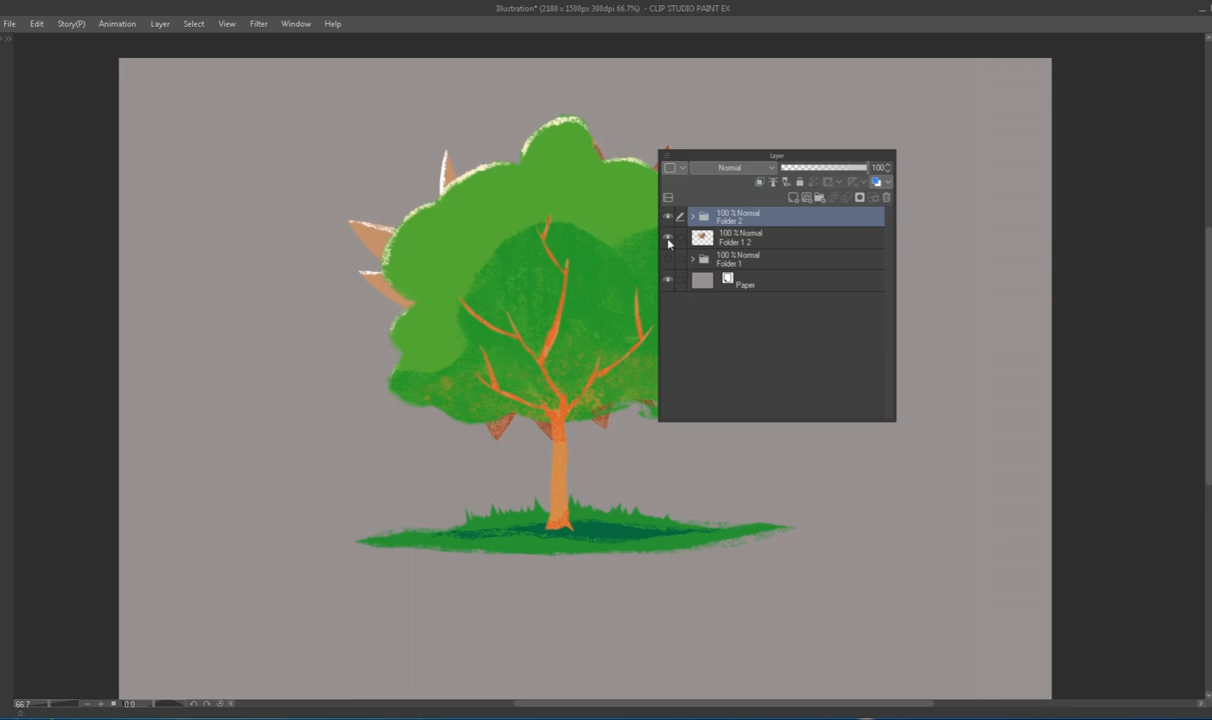 Illustration* (2100 x 1500px 300dpi 66.7%) - CLIP STUDIO PAINT EX
File Edit Story(P) Animation Layer Select View Filter Window Help
Layer
Normal 100
100 % Normal
Folder 2
100 % Normal
Folder 1 2
100 % Normal
Folder 1
Paper
66.7 0.0